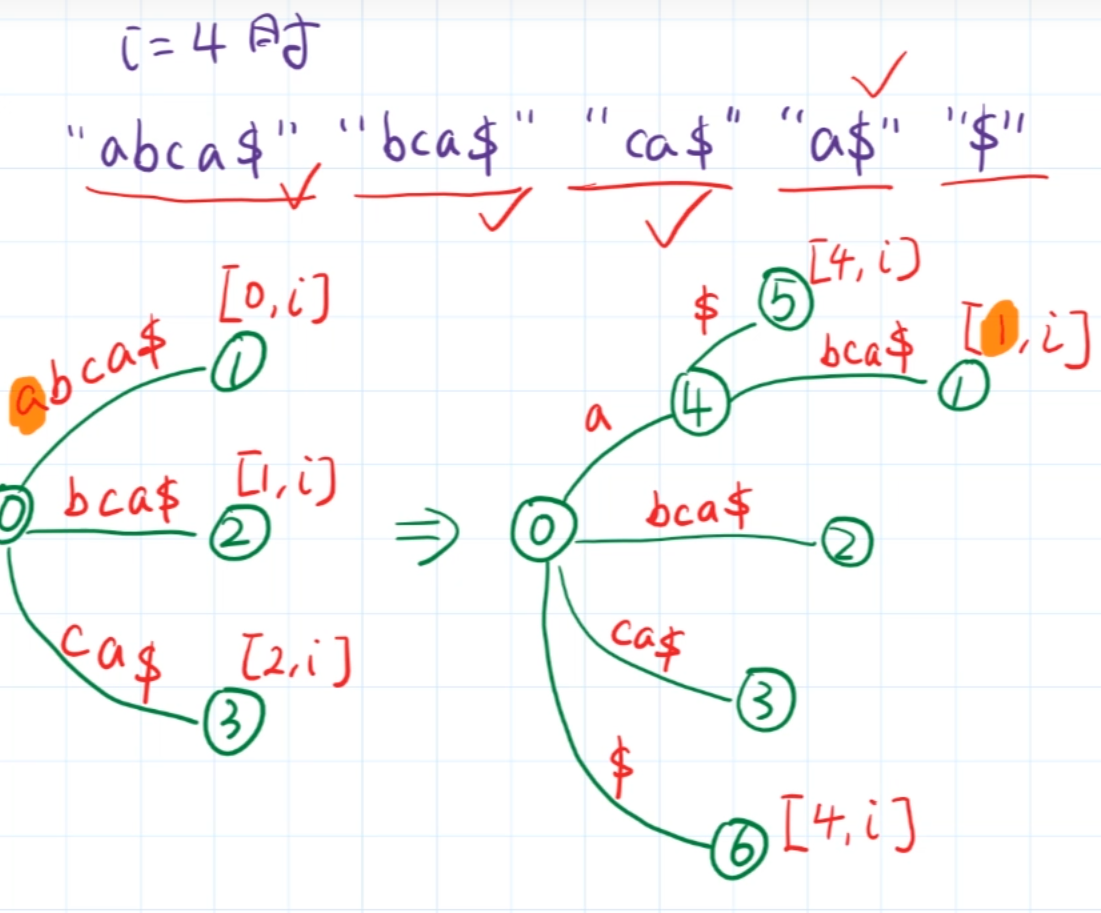 i=4 时
"abca$" "bca$" "ca$" "a$" "$"
[0,i]
abca$
①
[1,i]
bca$
0
②
ca$
[2,i]
③
⇒
[4,i]
$
⑤
[1,i]
bca$
①
a
④
⓪
bca$
②
ca$
③
$
[4,i]
⑥